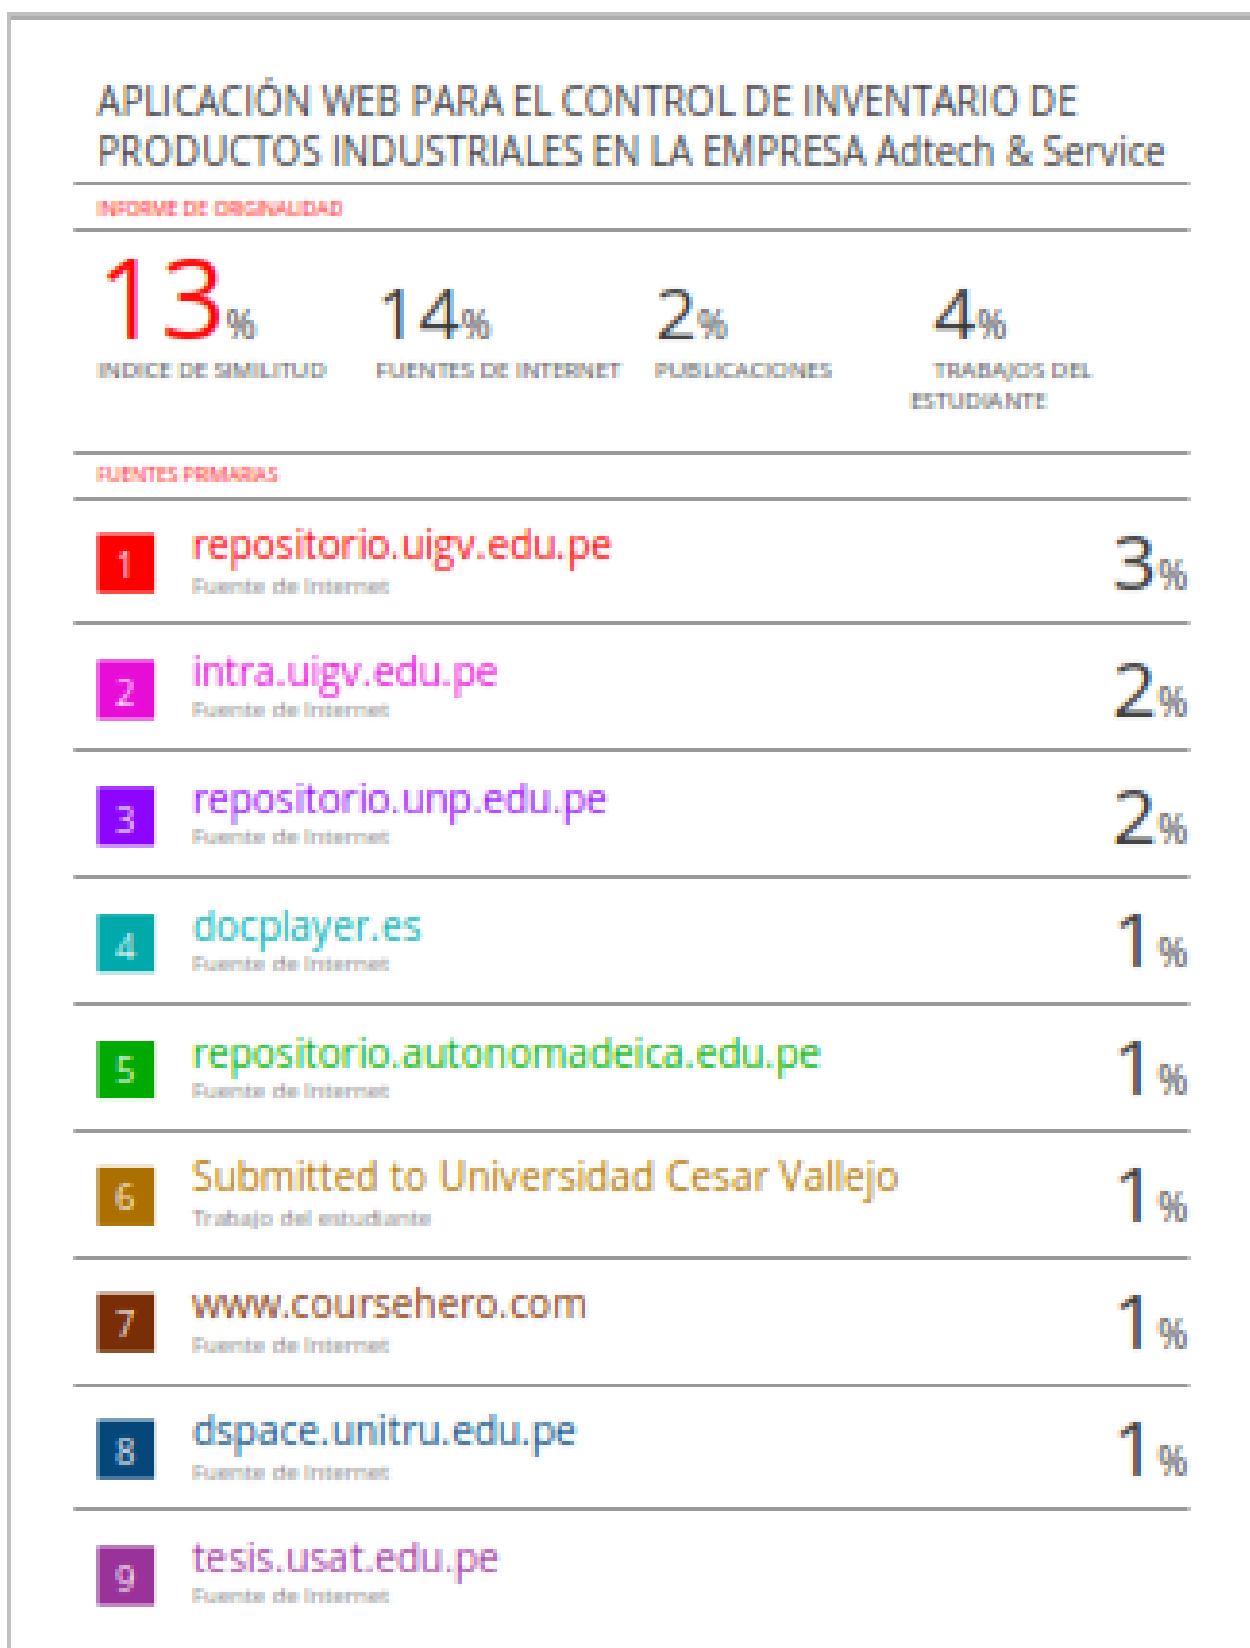 APLICACIÓN WEB PARA EL CONTROL DE INVENTARIO DE
PRODUCTOS INDUSTRIALES EN LA EMPRESA Adtech & Service
INFORME DE ORIGINALIDAD
13% 14% 2% 4%
INDICE DE SIMILITUD FUENTES DE INTERNET PUBLICACIONES TRABAJOS DEL
ESTUDIANTE
FUENTES PRIMARIAS
1 repositorio.uigv.edu.pe 3%
Fuente de Internet
2 intra.uigv.edu.pe 2%
Fuente de Internet
3 repositorio.unp.edu.pe 2%
Fuente de Internet
4 docplayer.es 1%
Fuente de Internet
5 repositorio.autonomadeica.edu.pe 1%
Fuente de Internet
6 Submitted to Universidad Cesar Vallejo 1%
Trabajo del estudiante
7 www.coursehero.com 1%
Fuente de Internet
8 dspace.unitru.edu.pe 1%
Fuente de Internet
9 tesis.usat.edu.pe
Fuente de Internet